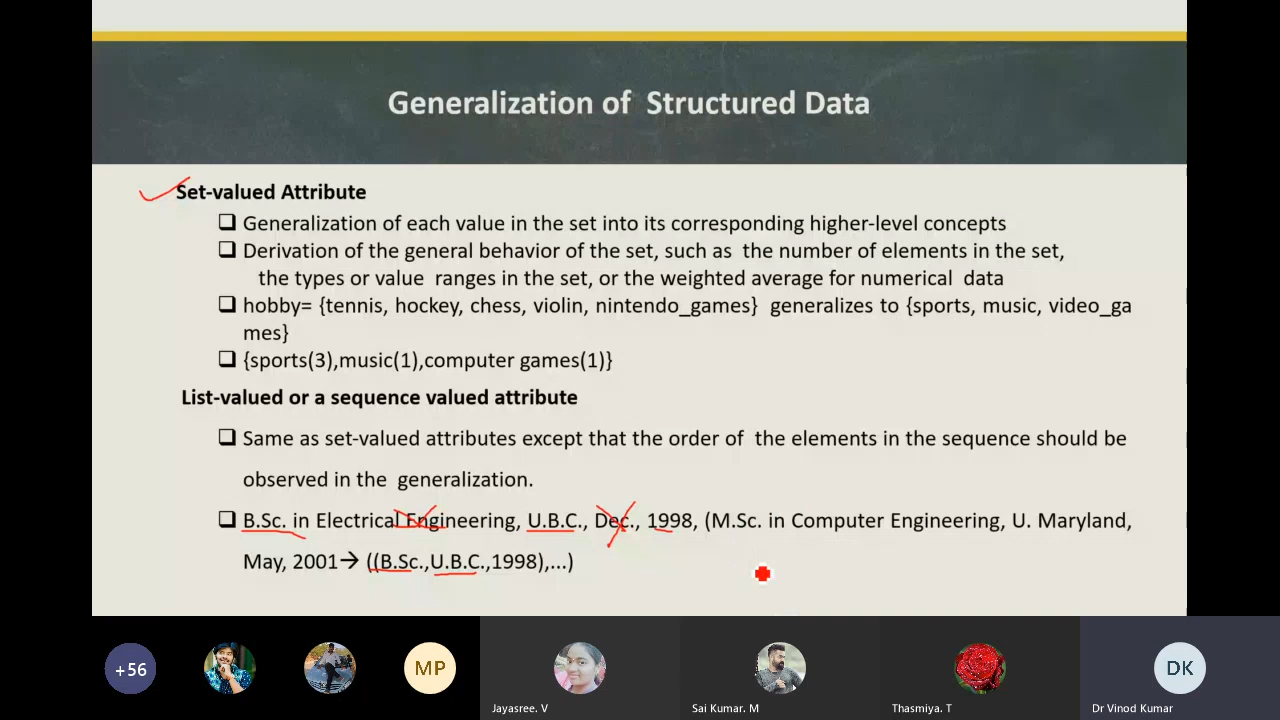 Generalization of Structured Data
Set-valued Attribute
Generalization of each value in the set into its corresponding higher-level concepts
Derivation of the general behavior of the set, such as the number of elements in the set,
the types or value ranges in the set, or the weighted average for numerical data
hobby= {tennis, hockey, chess, violin, nintendo_games} generalizes to {sports, music, video_ga
mes}
{sports(3),music(1),computer games(1)}
List-valued or a sequence valued attribute
Same as set-valued attributes except that the order of the elements in the sequence should be
observed in the generalization.
B.Sc. in Electrical Engineering, U.B.C., Dec., 1998, (M.Sc. in Computer Engineering, U. Maryland,
May, 2001→ ((B.Sc.,U.B.C.,1998),...)
+56
MP
DK
Jayasree. V
Sai Kumar. M
Thasmiya. T
Dr Vinod Kumar